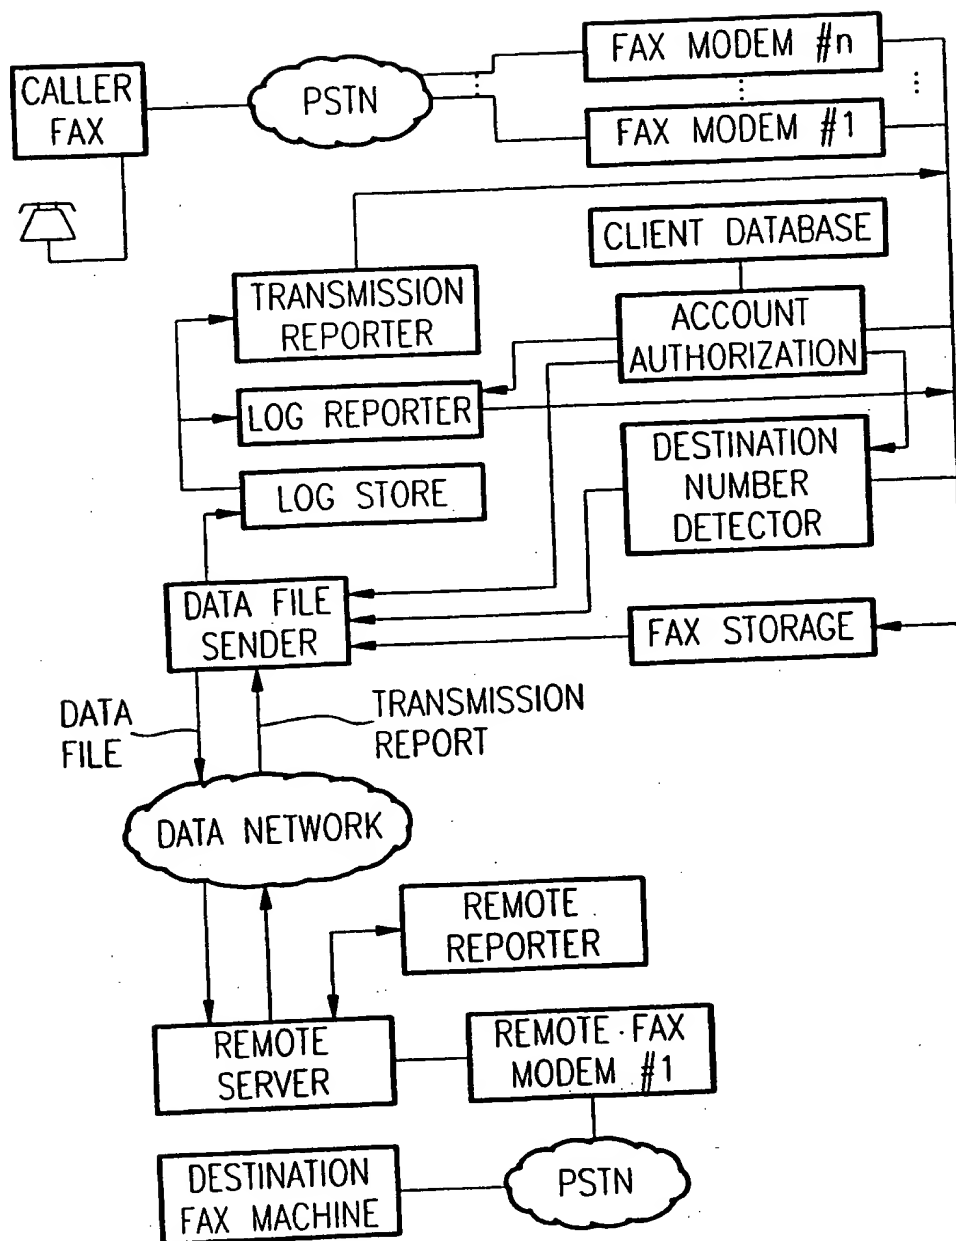 FAX MODEM #n
CALLER
FAX
PSTN
FAX MODEM #1
CLIENT DATABASE
TRANSMISSION
REPORTER
ACCOUNT
AUTHORIZATION
LOG REPORTER
DESTINATION
NUMBER
DETECTOR
LOG STORE
DATA FILE
SENDER
FAX STORAGE
DATA
FILE
TRANSMISSION
REPORT
DATA NETWORK
REMOTE
REPORTER
REMOTE
SERVER
REMOTE FAX
MODEM #1
DESTINATION
FAX MACHINE
PSTN